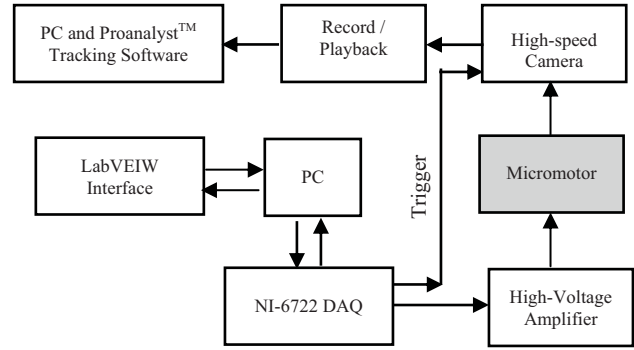 PC and Proanalyst™
Tracking Software
Record /
Playback
High-speed
Camera
LabVEIW
Interface
PC
Trigger
Micromotor
NI-6722 DAQ
High-Voltage
Amplifier